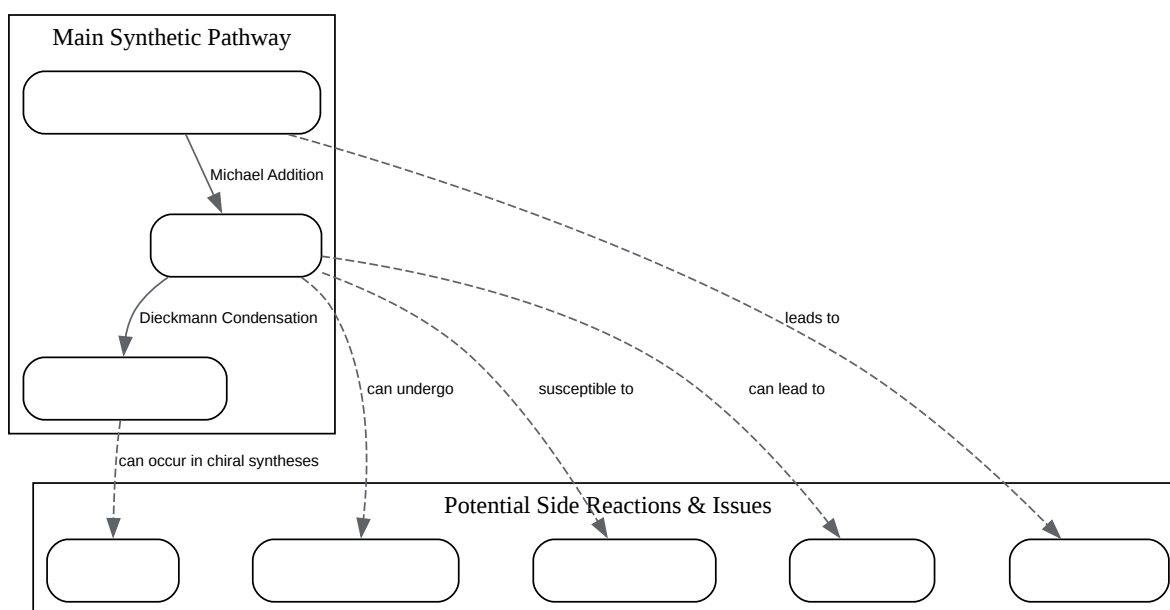 Main Synthetic Pathway
Michael Addition
Dieckmann Condensation
leads to
can undergo
susceptible to
can lead to
can occur in chiral syntheses
Potential Side Reactions & Issues